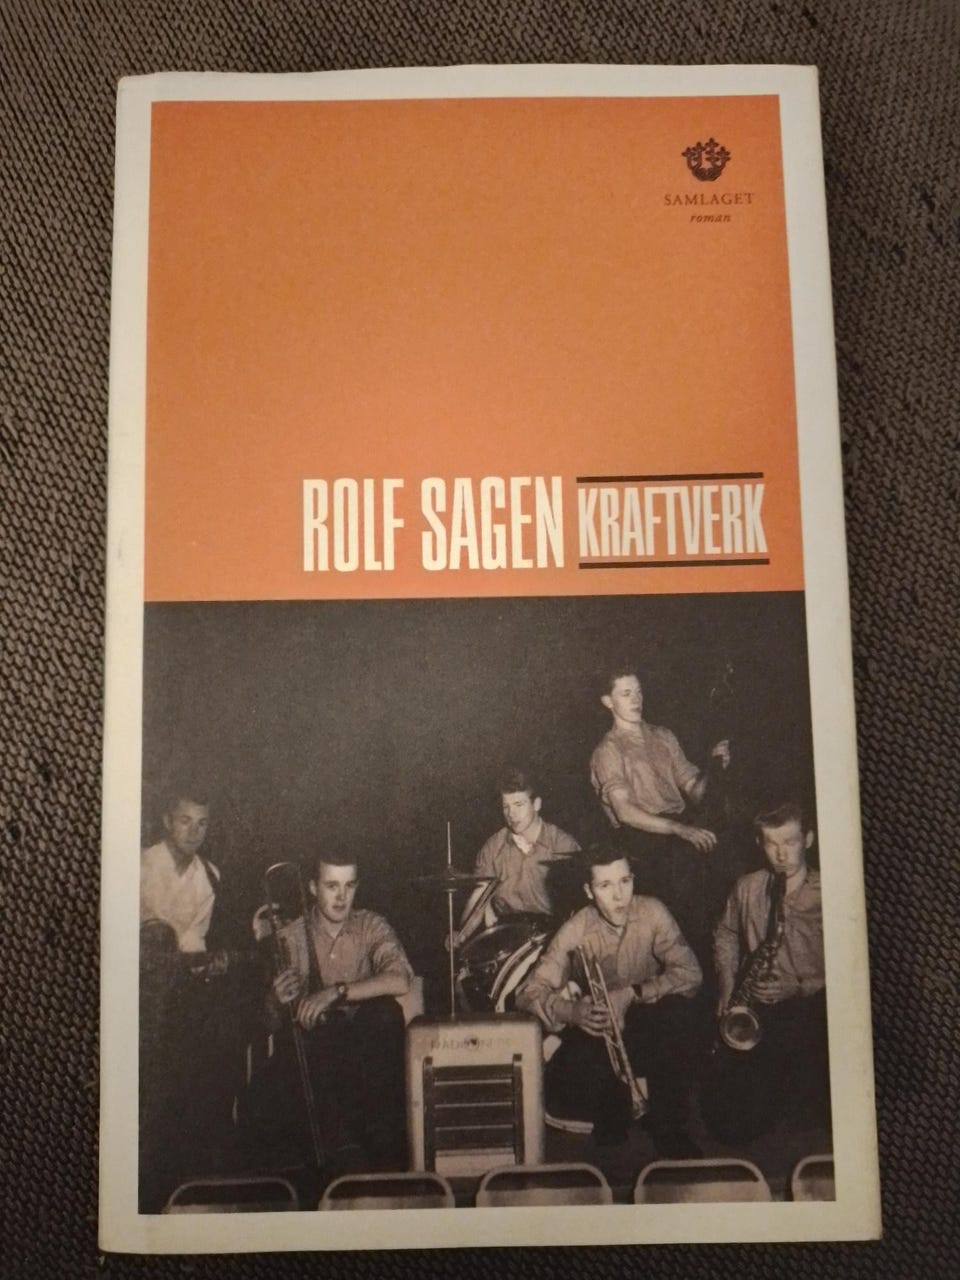 SAMLAGET
roman
ROLF SAGEN KRAFTVERK